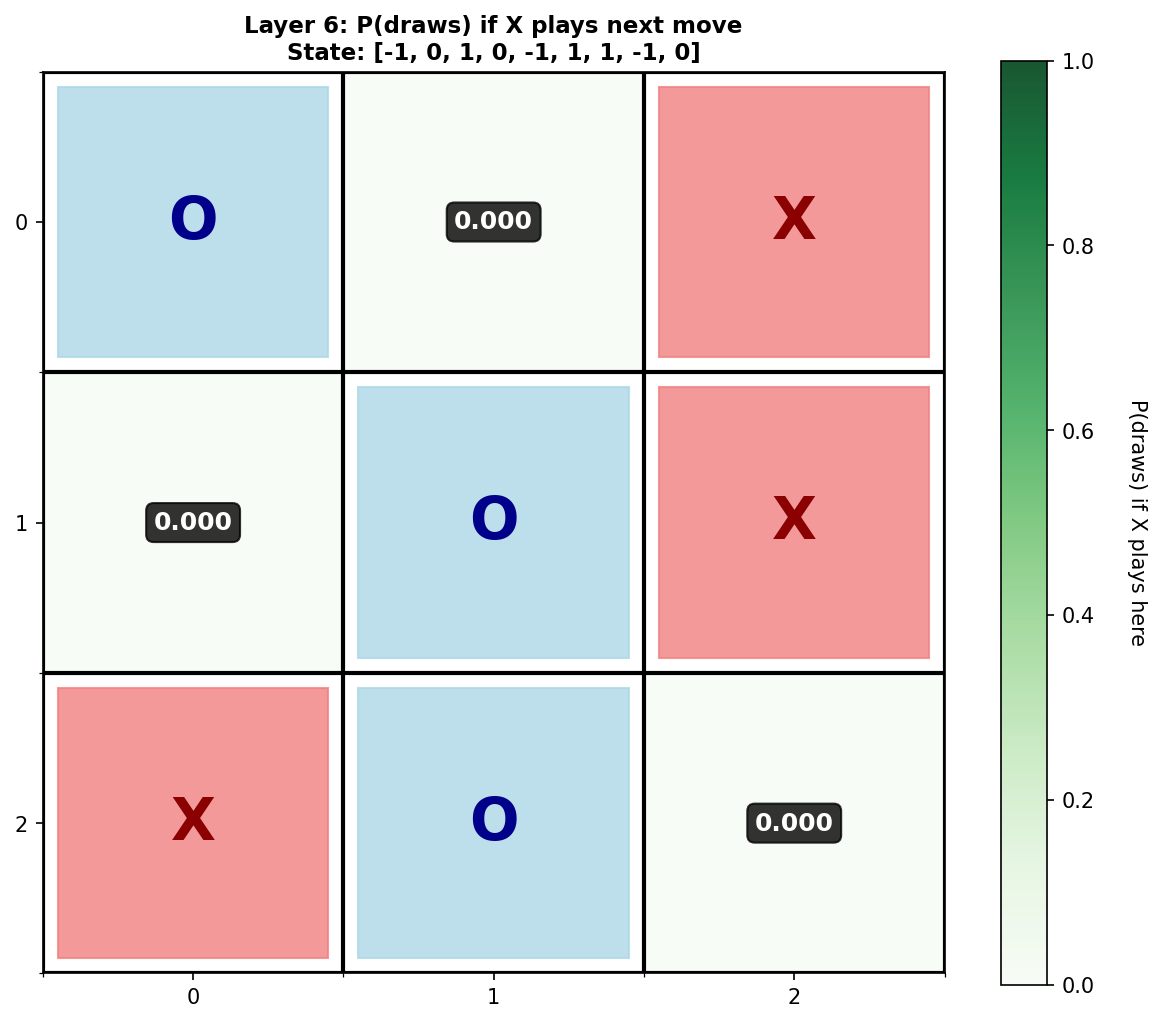 Layer 6: P(draws) if X plays next move
State: [-1, 0, 1, 0, -1, 1, 1, -1, 0]
0
O
0.000
X
1
0.000
O
X
2
X
O
0.000
0
1
2
1.0
0.8
0.6
0.4
0.2
0.0
P(draws) if X plays here